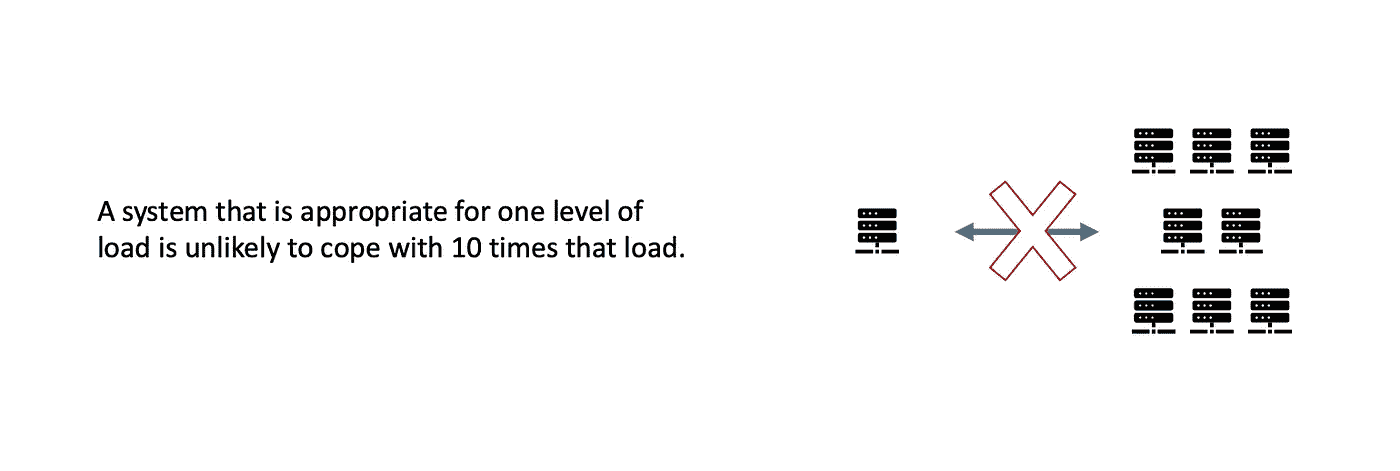 A system that is appropriate for one level of
load is unlikely to cope with 10 times that load.